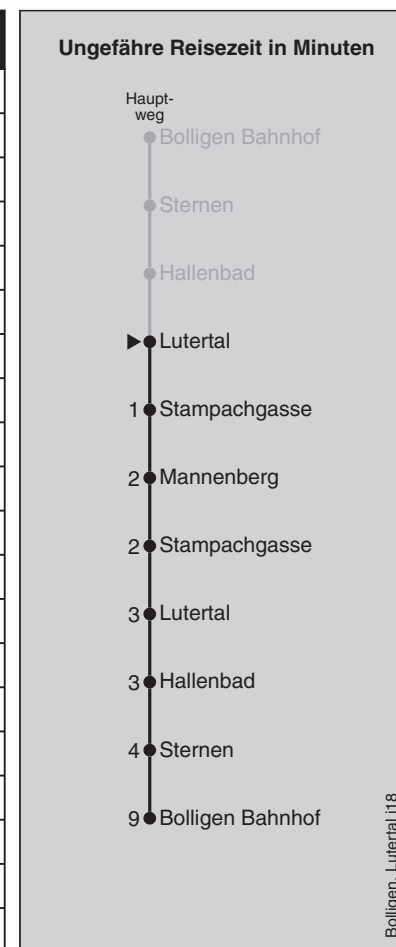 Ungefähre Reisezeit in Minuten
Haupt-
weg
Bolligen Bahnhof
Sternen
Hallenbad
Lutertal
1 Stampachgasse
2 Mannenberg
2 Stampachgasse
3 Lutertal
3 Hallenbad
4 Sternen
9 Bolligen Bahnhof
Bolligen, Lutertal i18